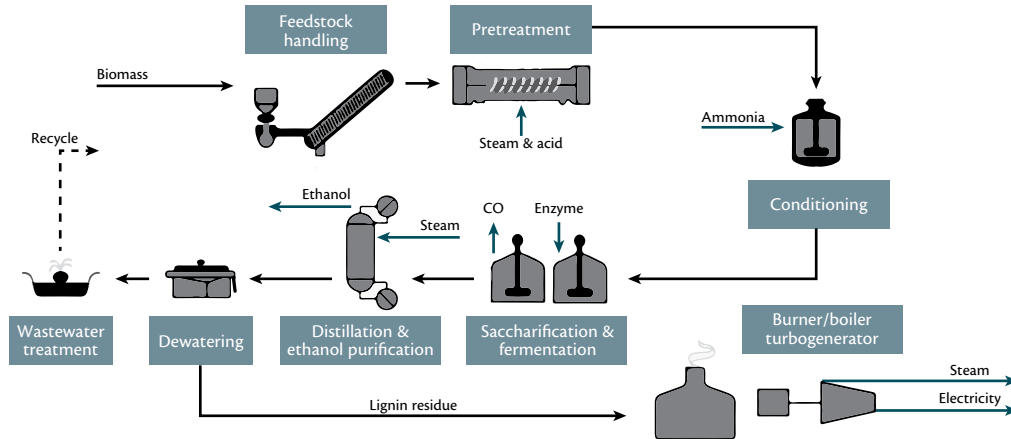 Feedstock
handling
Pretreatment
Biomass
Steam & acid
Ammonia
Recycle
Conditioning
Ethanol
Steam
CO
Enzyme
Wastewater
treatment
Dewatering
Distillation &
ethanol purification
Saccharification &
fermentation
Burner/boiler
turbogenerator
Lignin residue
Steam
Electricity